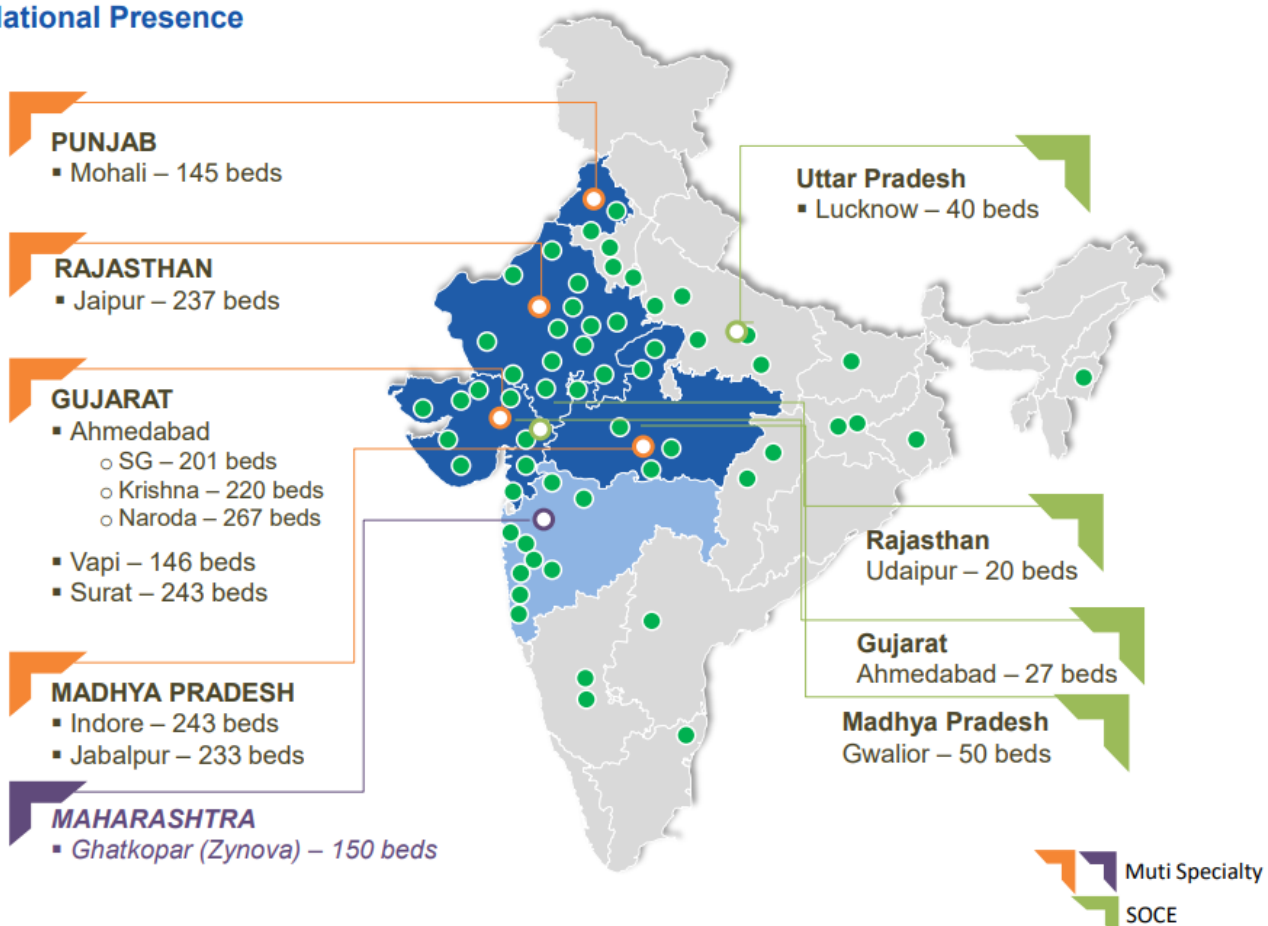 National Presence
PUNJAB
▪ Mohali – 145 beds
RAJASTHAN
▪ Jaipur – 237 beds
GUJARAT
▪ Ahmedabad
○ SG – 201 beds
○ Krishna – 220 beds
○ Naroda – 267 beds
▪ Vapi – 146 beds
▪ Surat – 243 beds
MADHYA PRADESH
▪ Indore – 243 beds
▪ Jabalpur – 233 beds
MAHARASHTRA
▪ Ghatkopar (Zynova) – 150 beds
Uttar Pradesh
▪ Lucknow – 40 beds
Rajasthan
Udaipur – 20 beds
Gujarat
Ahmedabad – 27 beds
Madhya Pradesh
Gwalior – 50 beds
Muti Specialty
SOCE